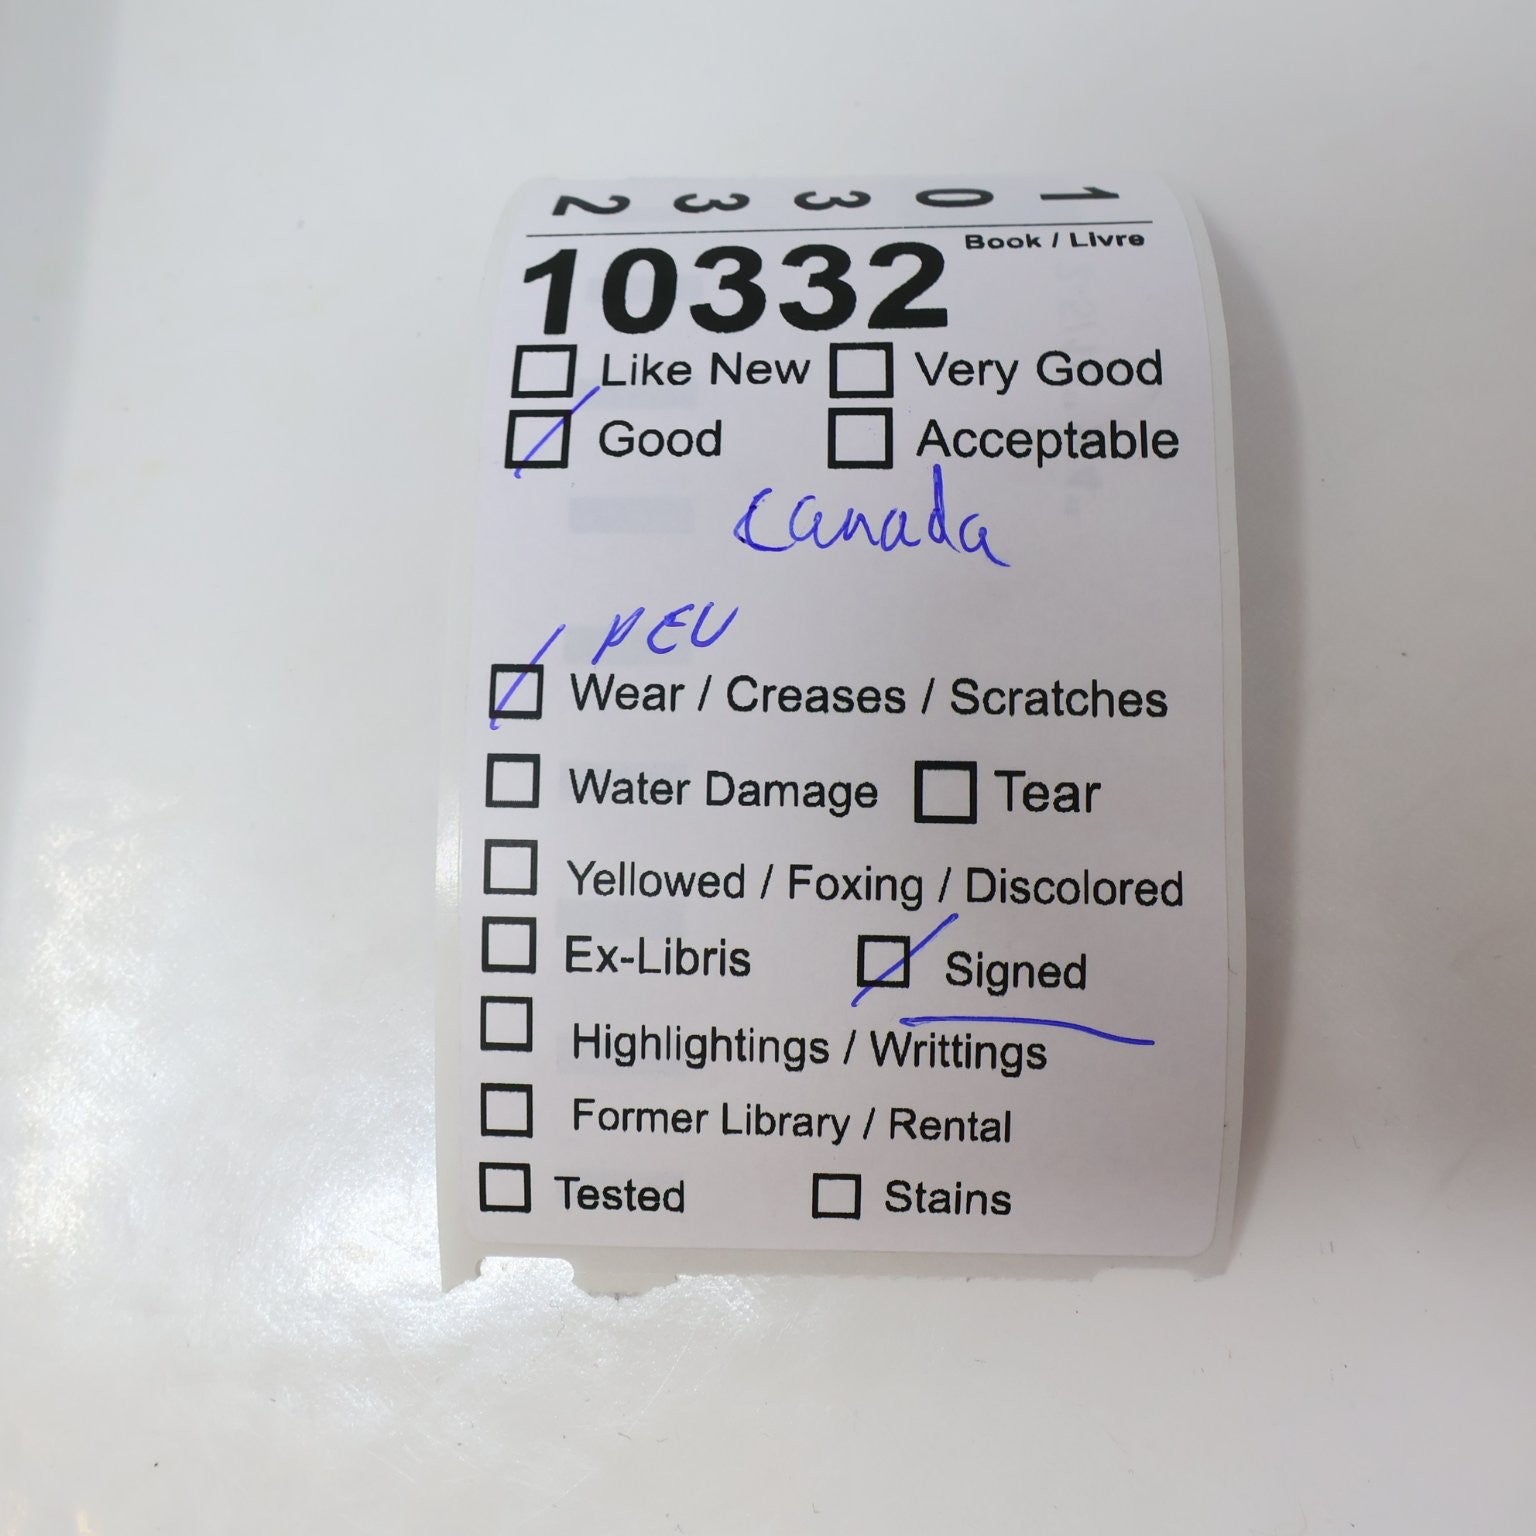 10332
Book / Livre
10332
Like New Very Good
Good Acceptable
Canada
PEU
Wear / Creases / Scratches
Water Damage Tear
Yellowed / Foxing / Discolored
Ex-Libris Signed
Highlightings / Writtings
Former Library / Rental
Tested Stains